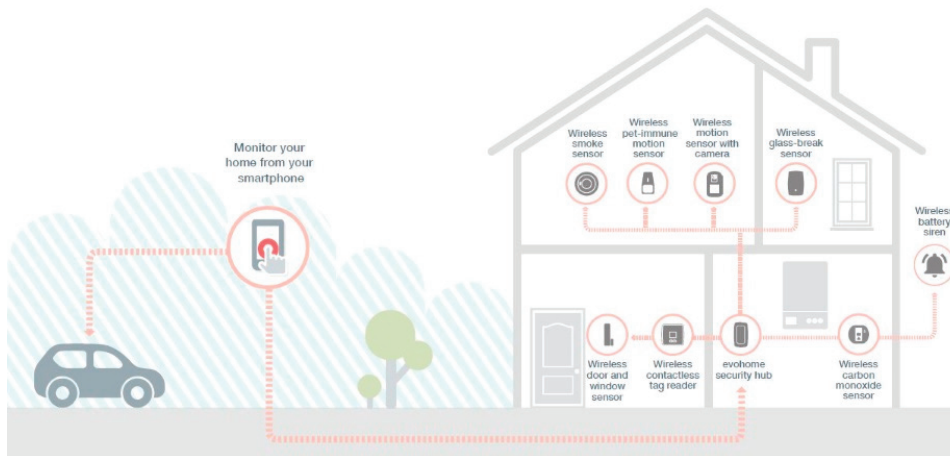 Monitor your
home from your
smartphone
Wireless
smoke
sensor
Wireless
pet-immune
motion
sensor
Wireless
motion
sensor with
camera
Wireless
glass-break
sensor
Wireless
battery
siren
Wireless
door and
window
sensor
Wireless
contactless
tag reader
evohome
security hub
Wireless
carbon
monoxide
sensor